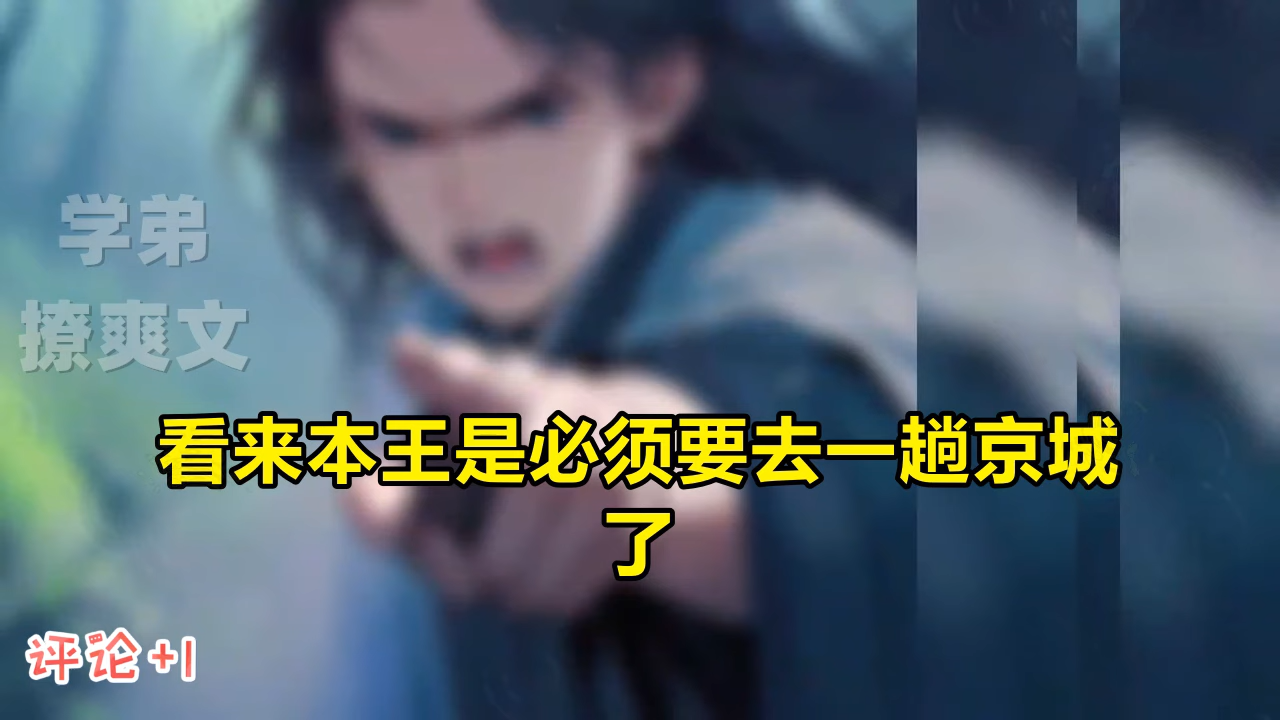 学弟
撩爽文
看来本王是必须要去一趟京城
了
评论+1